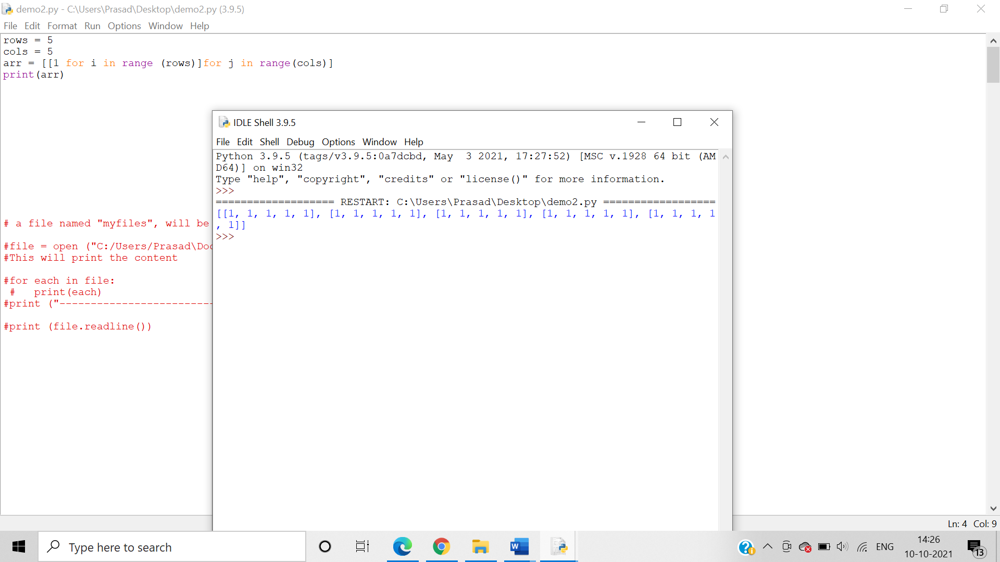 demo2.py - C:\Users\Prasad\Desktop\demo2.py (3.9.5)
File Edit Format Run Options Window Help
rows = 5
cols = 5
arr = [[1 for i in range (rows)]for j in range(cols)]
print(arr)
# a file named "myfiles", will be
#file = open ("C:/Users/Prasad\Doc
#This will print the content
#for each in file:
 #   print(each)
#print ("-------------------------
#print (file.readline())
IDLE Shell 3.9.5
File Edit Shell Debug Options Window Help
Python 3.9.5 (tags/v3.9.5:0a7dcbd, May  3 2021, 17:27:52) [MSC v.1928 64 bit (AM
D64)] on win32
Type "help", "copyright", "credits" or "license()" for more information.
>>>
=================== RESTART: C:\Users\Prasad\Desktop\demo2.py ==================
[[1, 1, 1, 1, 1], [1, 1, 1, 1, 1], [1, 1, 1, 1, 1], [1, 1, 1, 1, 1], [1, 1, 1, 1
, 1]]
>>>
Ln: 4 Col: 9
Type here to search
W
ENG
14:26
10-10-2021
13